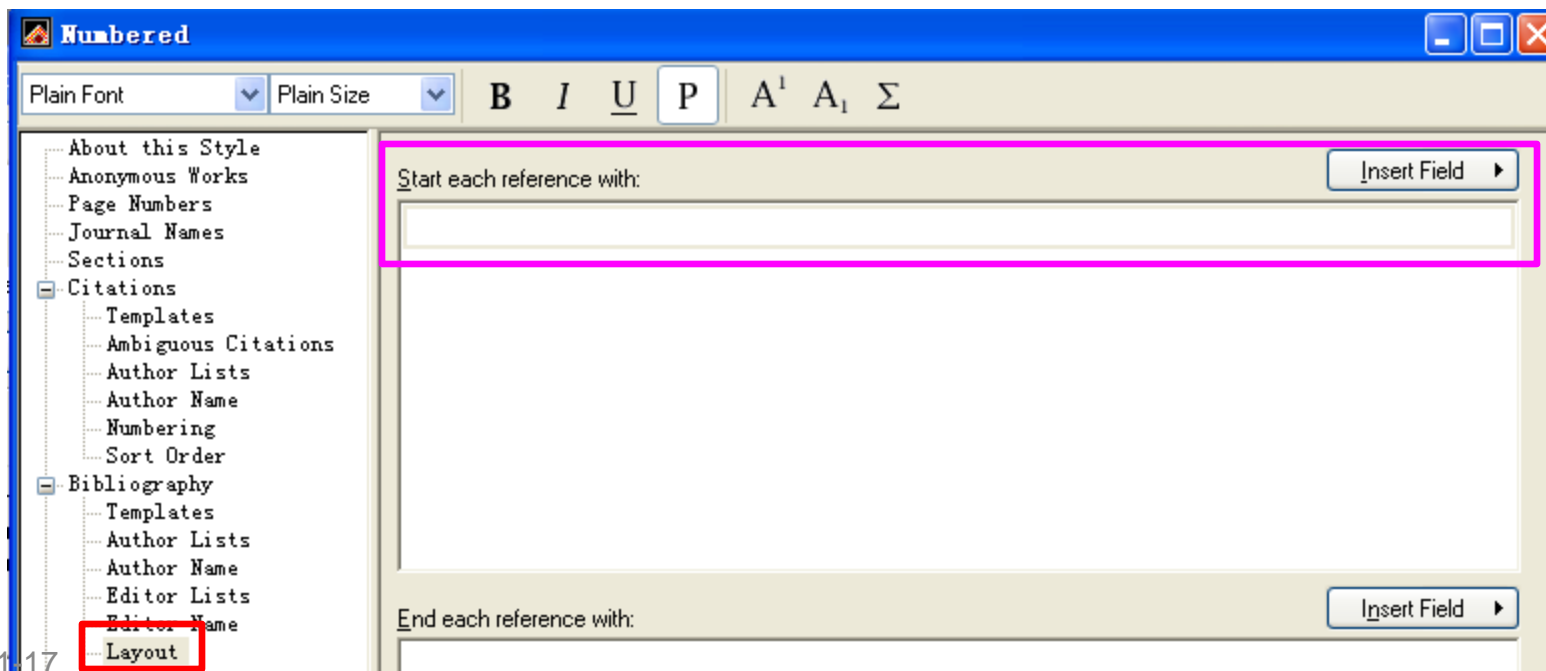 Numbered
Plain Font Plain Size B I U P A¹ A₁ Σ
About this Style
Anonymous Works
Page Numbers
Journal Names
Sections
Citations
Templates
Ambiguous Citations
Author Lists
Author Name
Numbering
Sort Order
Bibliography
Templates
Author Lists
Author Name
Editor Lists
Editor Name
Layout
Start each reference with:
Insert Field
End each reference with:
Insert Field